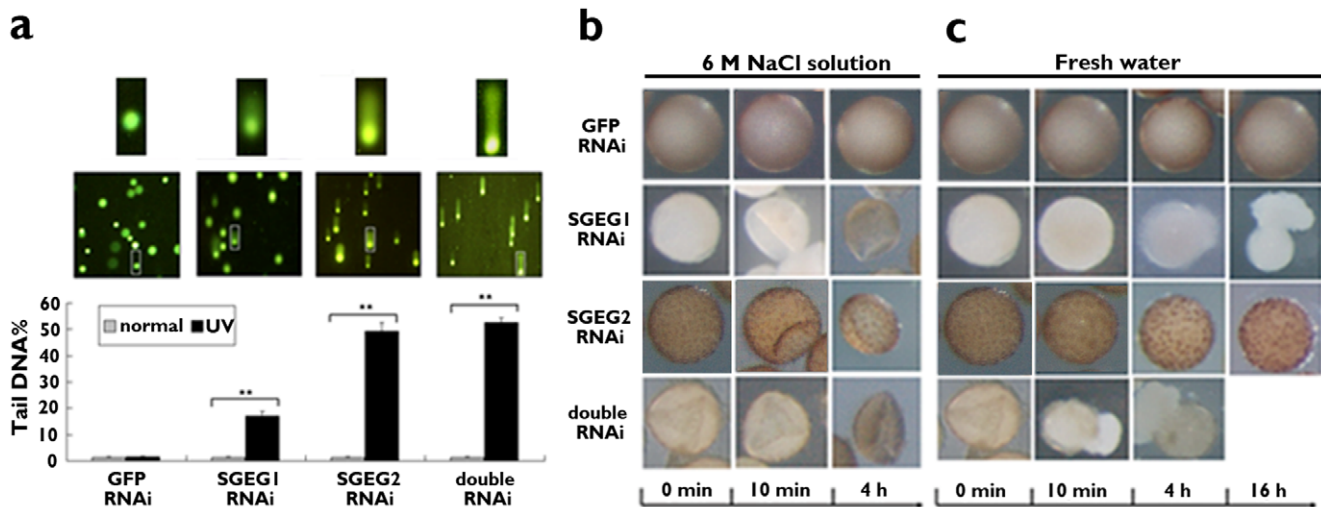 a
60
50
40
30
20
10
0
Tail DNA%
normal UV
**
**
**
GFP RNAi
SGEG1 RNAi
SGEG2 RNAi
double RNAi
b
6 M NaCl solution
GFP RNAi
SGEG1 RNAi
SGEG2 RNAi
double RNAi
0 min 10 min 4 h
c
Fresh water
0 min 10 min 4 h 16 h